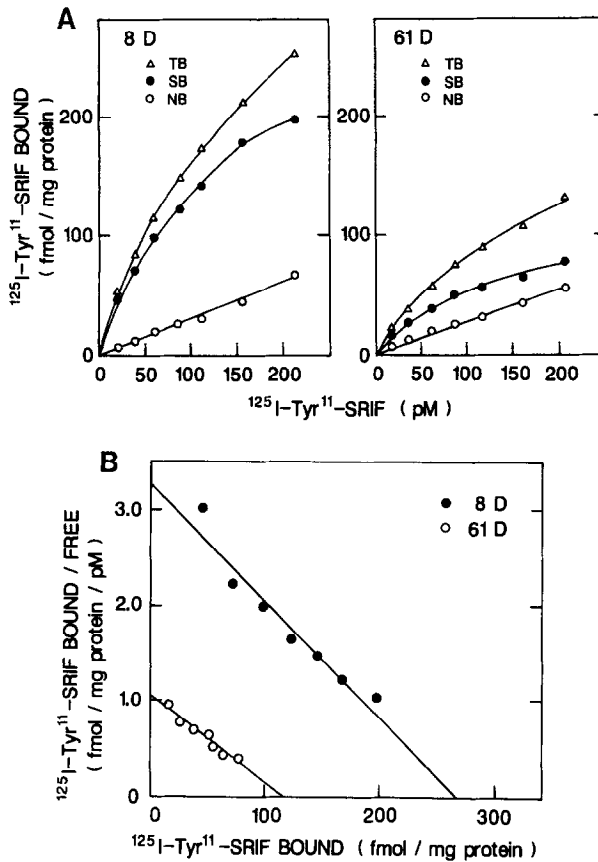 A
8 D
△ TB
● SB
○ NB
61 D
△ TB
● SB
○ NB
¹²⁵I-Tyr¹¹-SRIF BOUND
( fmol / mg protein )
200
100
0
200
100
0
0 50 100 150 200
0 50 100 150 200
¹²⁵I-Tyr¹¹-SRIF ( pM )
B
● 8 D
○ 61 D
¹²⁵I-Tyr¹¹-SRIF BOUND / FREE
( fmol / mg protein / pM )
3.0
2.0
1.0
0
0 100 200 300
¹²⁵I-Tyr¹¹-SRIF BOUND ( fmol / mg protein )